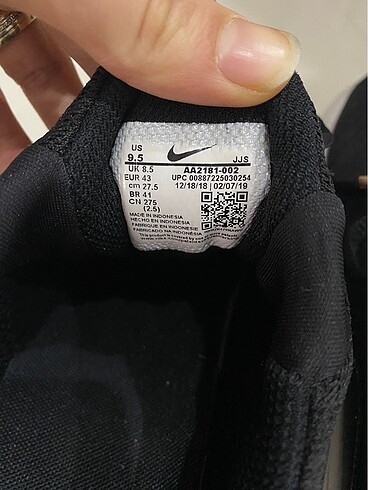 US
9.5 JJS
UK 8.5 AA2181-002
EUR 43 UPC 00887225030254
cm 27.5 12/18/18 | 02/07/19
BR 41
CN 275
(2.5)
MADE IN INDONESIA
HECHO EN INDONESIA
FABRIQUE EN INDONESIE
FABRICADO NA INDONÉSIA